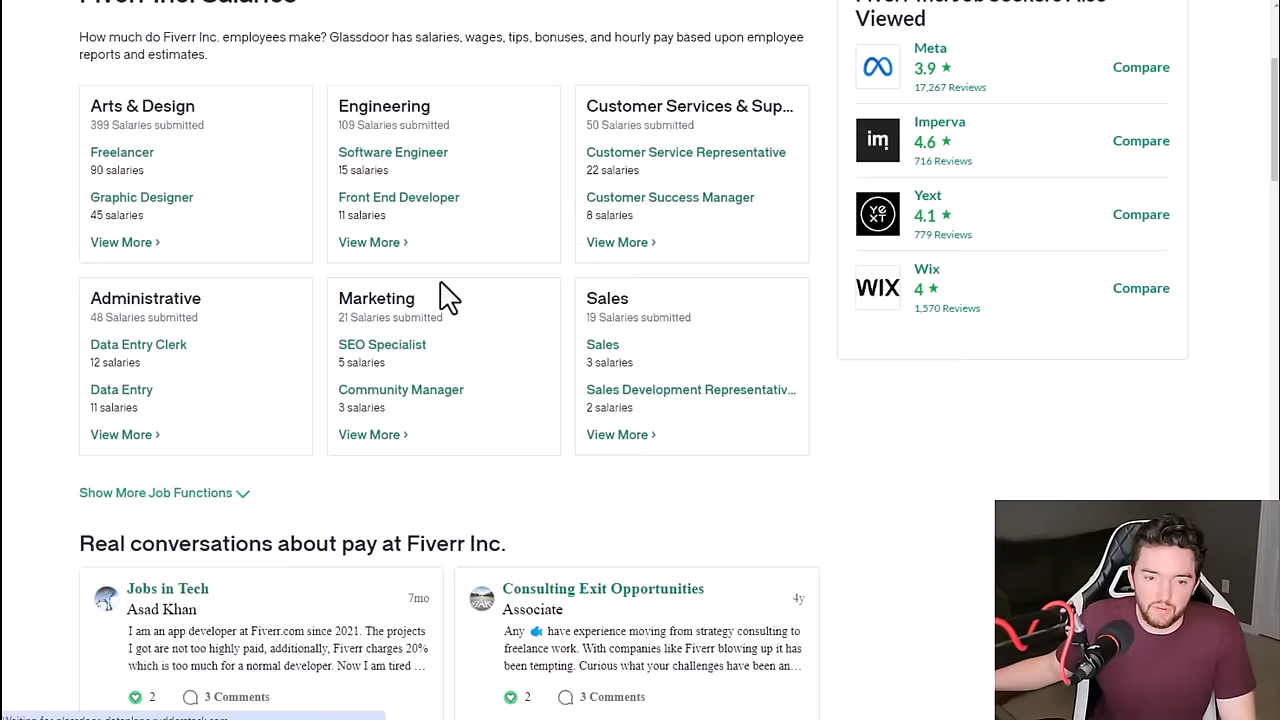 Fiverr Inc. Salaries
How much do Fiverr Inc. employees make? Glassdoor has salaries, wages, tips, bonuses, and hourly pay based upon employee
reports and estimates.
Arts & Design
399 Salaries submitted
Freelancer
90 salaries
Graphic Designer
45 salaries
View More >
Engineering
109 Salaries submitted
Software Engineer
15 salaries
Front End Developer
11 salaries
View More >
Customer Services & Sup...
50 Salaries submitted
Customer Service Representative
22 salaries
Customer Success Manager
8 salaries
View More >
Administrative
48 Salaries submitted
Data Entry Clerk
12 salaries
Data Entry
11 salaries
View More >
Marketing
21 Salaries submitted
SEO Specialist
5 salaries
Community Manager
3 salaries
View More >
Sales
19 Salaries submitted
Sales
3 salaries
Sales Development Representativ...
2 salaries
View More >
Show More Job Functions
Real conversations about pay at Fiverr Inc.
Jobs in Tech
7mo
Asad Khan
I am an app developer at Fiverr.com since 2021. The projects
I got are not too highly paid, additionally, Fiverr charges 20%
which is too much for a normal developer. Now I am tired ...
2
3 Comments
Consulting Exit Opportunities
4y
Associate
Any 🐟 have experience moving from strategy consulting to
freelance work. With companies like Fiverr blowing up it has
been tempting. Curious what your challenges have been an...
2
3 Comments
Fiverr Inc. Job Seekers Also
Viewed
Meta
3.9 ★
17,267 Reviews
Compare
im
Imperva
4.6 ★
716 Reviews
Compare
YEXT
Yext
4.1 ★
779 Reviews
Compare
WIX
Wix
4 ★
1,570 Reviews
Compare